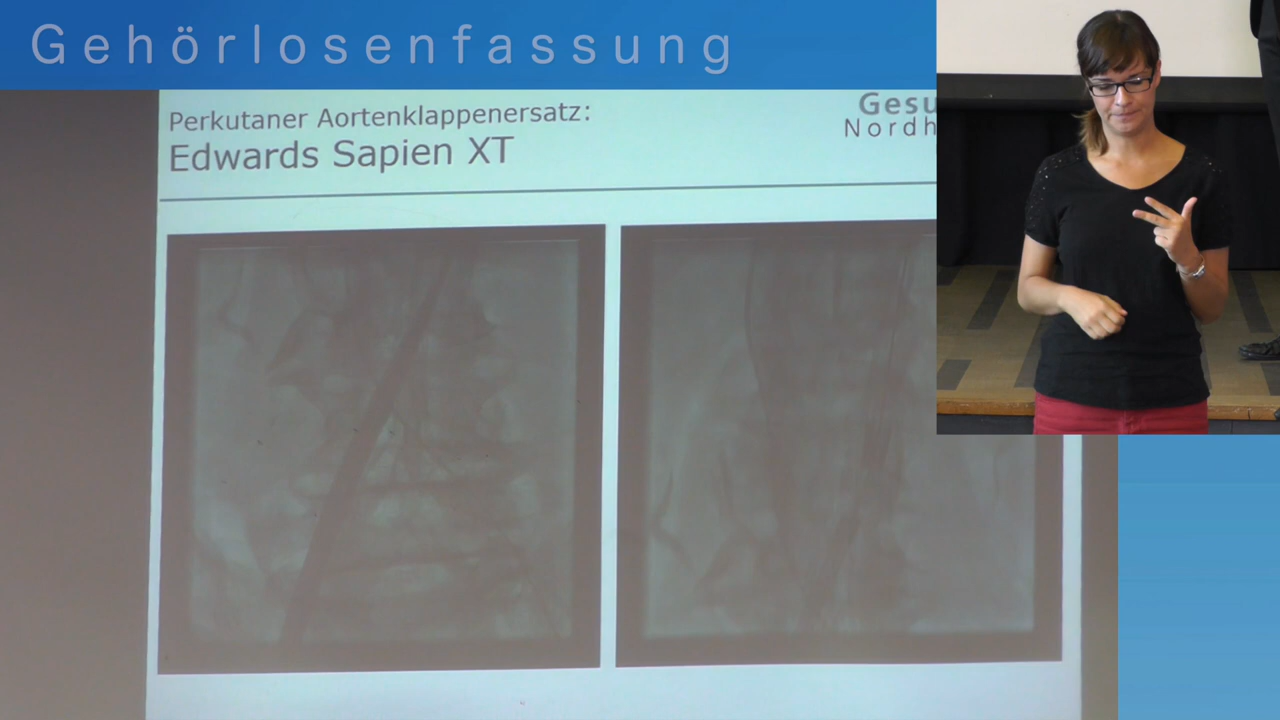 Gehörlosenfassung
Perkutaner Aortenklappenersatz:
Edwards Sapien XT